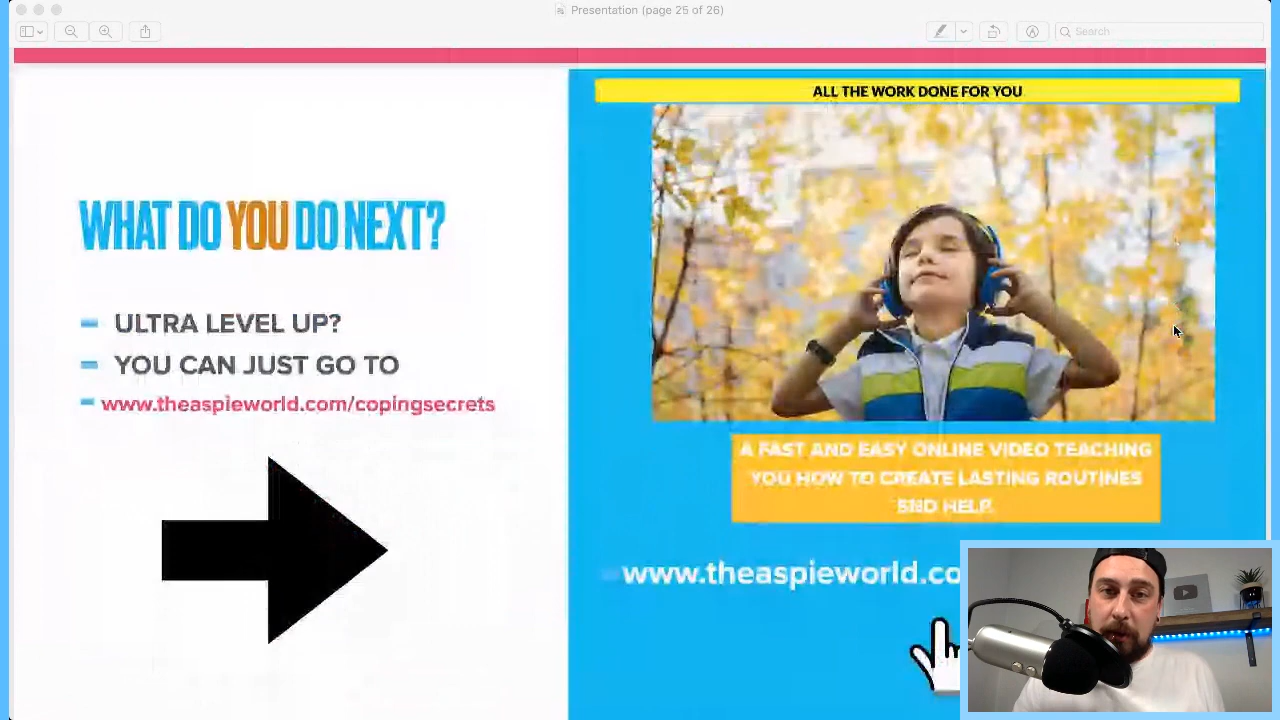 Presentation (page 25 of 26)
Search
WHAT DO YOU DO NEXT?
ULTRA LEVEL UP?
YOU CAN JUST GO TO
www.theaspieworld.com/copingsecrets
ALL THE WORK DONE FOR YOU
A FAST AND EASY ONLINE VIDEO TEACHING
YOU HOW TO CREATE LASTING ROUTINES
HELP.
www.theaspieworld.co